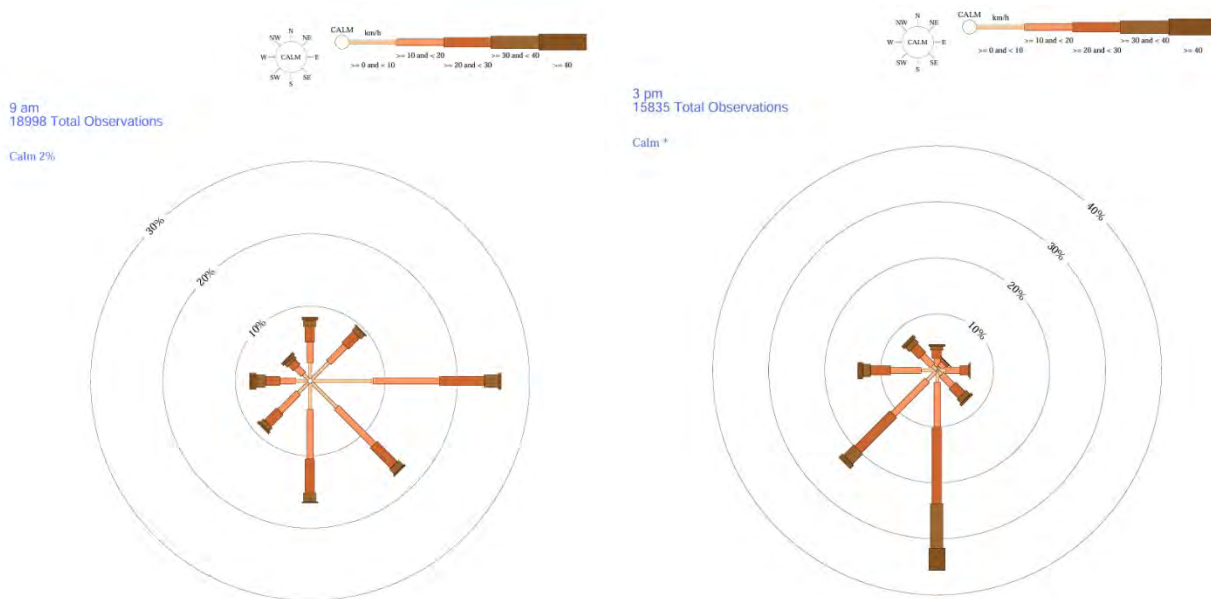 N
NW NE
W CALM E
SW SE
S
CALM km/h
>= 10 and < 20 >= 30 and < 40
>= 0 and < 10 >= 20 and < 30 >= 80
9 am
18998 Total Observations
Calm 2%
10%
20%
30%
N
NW NE
W CALM E
SW SE
S
CALM km/h
>= 10 and < 20 >= 30 and < 40
>= 0 and < 10 >= 20 and < 30 >= 40
3 pm
15835 Total Observations
Calm *
10%
20%
30%
40%